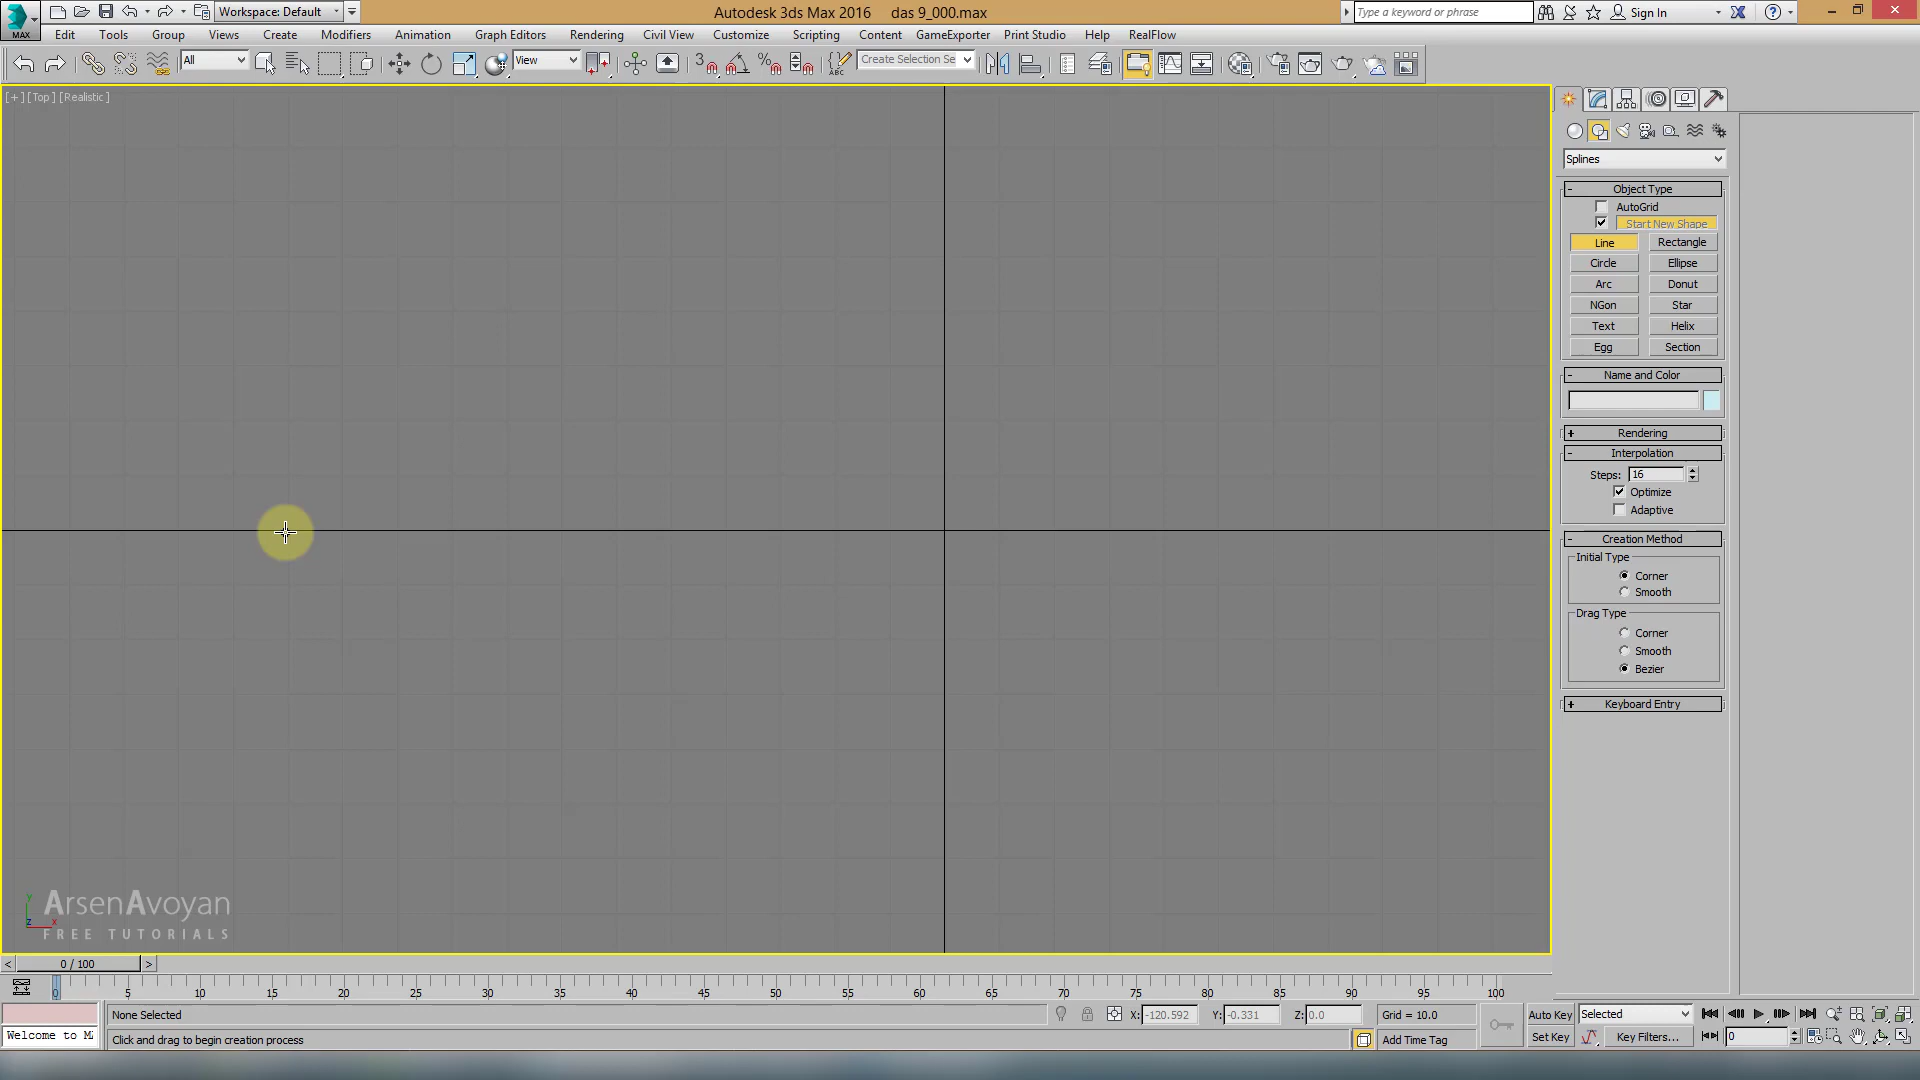 MAX
Workspace: Default
Autodesk 3ds Max 2016    das 9_000.max
Type a keyword or phrase
Sign In
Edit
Tools
Group
Views
Create
Modifiers
Animation
Graph Editors
Rendering
Civil View
Customize
Scripting
Content
GameExporter
Print Studio
Help
RealFlow
All
View
3
ABC
Create Selection Se
[+] [Top] [Realistic]
Splines
- Object Type
AutoGrid
Start New Shape
Line
Rectangle
Circle
Ellipse
Arc
Donut
NGon
Star
Text
Helix
Egg
Section
- Name and Color
+ Rendering
- Interpolation
Steps: 16
Optimize
Adaptive
- Creation Method
Initial Type
Corner
Smooth
Drag Type
Corner
Smooth
Bezier
+ Keyboard Entry
y
z
x
ArsenAvoyan
FREE TUTORIALS
< 0 / 100 >
0 5 10 15 20 25 30 35 40 45 50 55 60 65 70 75 80 85 90 95 100
None Selected
X: -120.592
Y: -0.331
Z: 0.0
Grid = 10.0
Auto Key
Selected
Welcome to M
Click and drag to begin creation process
Add Time Tag
Set Key
Key Filters...
0